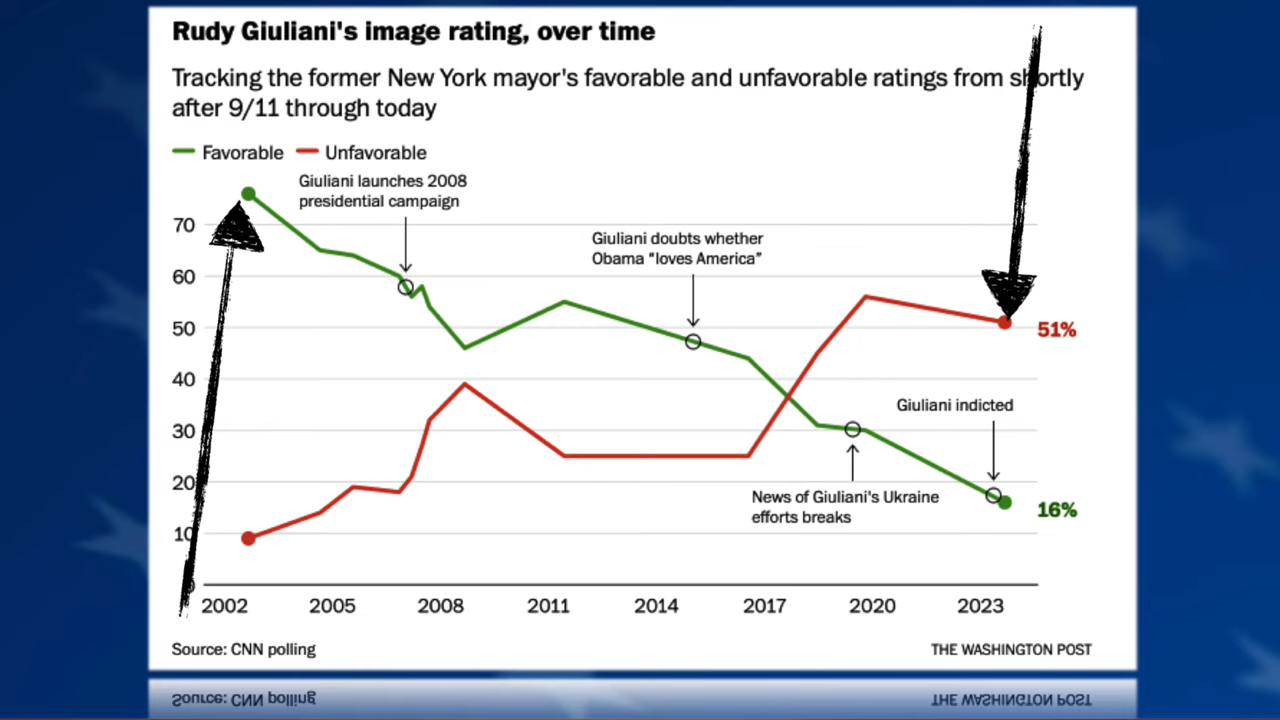 Rudy Giuliani's image rating, over time
Tracking the former New York mayor's favorable and unfavorable ratings from shortly
after 9/11 through today
Favorable Unfavorable
Giuliani launches 2008
presidential campaign
Giuliani doubts whether
Obama “loves America”
70
60
50
40
30
20
10
0
51%
Giuliani indicted
News of Giuliani's Ukraine
efforts breaks
16%
2002 2005 2008 2011 2014 2017 2020 2023
Source: CNN polling THE WASHINGTON POST
Source: CNN polling THE WASHINGTON POST